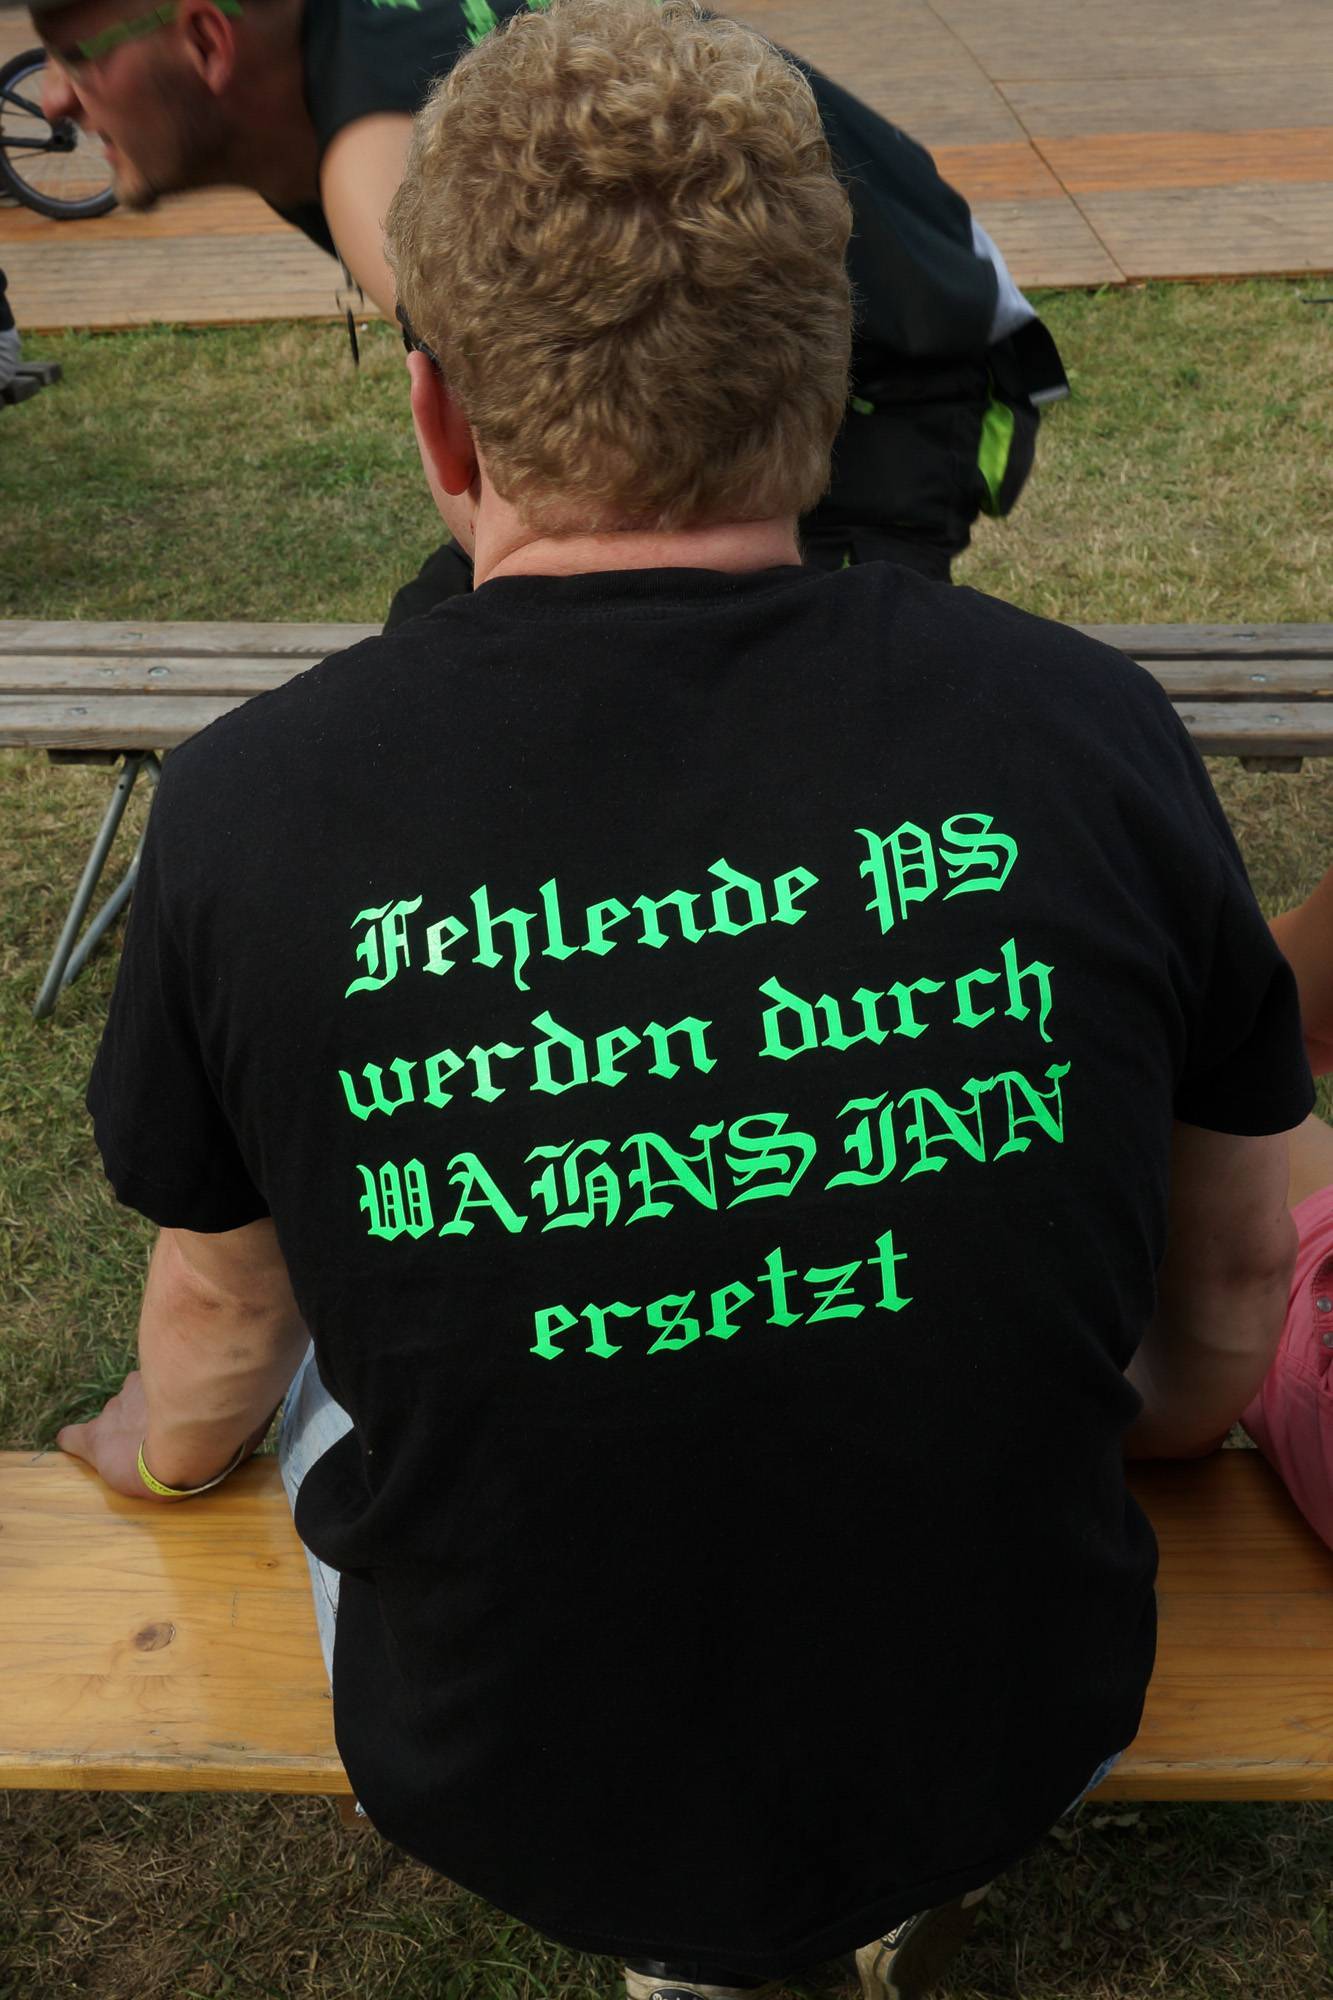 Fehlende PS
werden durch
WAHNSINN
ersetzt